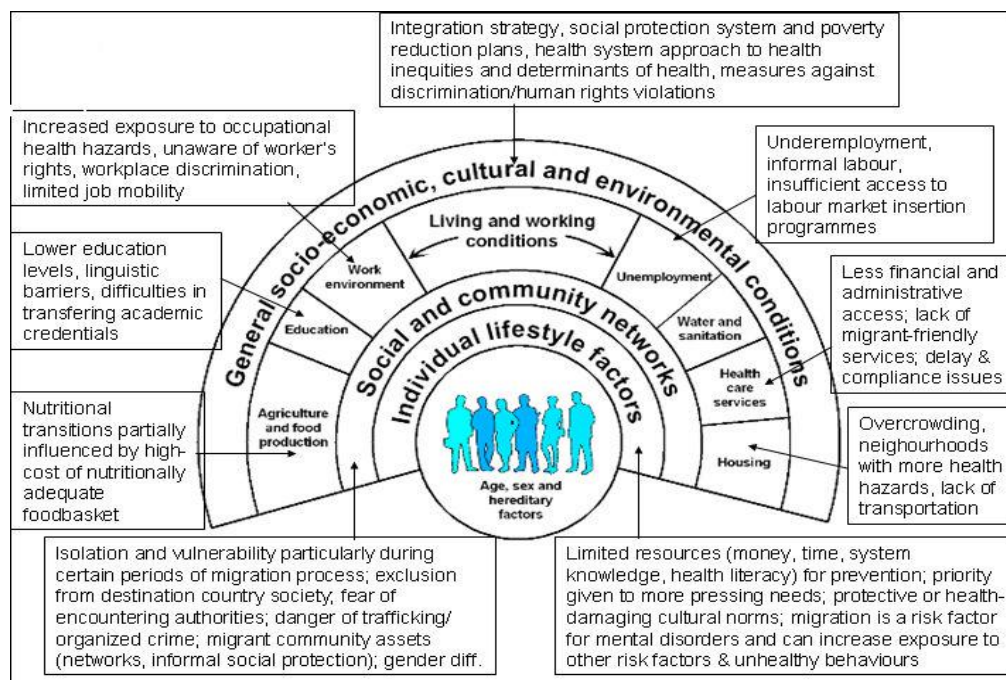 Integration strategy, social protection system and poverty
reduction plans, health system approach to health
inequities and determinants of health, measures against
discrimination/human rights violations
Increased exposure to occupational
health hazards, unaware of worker's
rights, workplace discrimination,
limited job mobility
Underemployment,
informal labour,
insufficient access to
labour market insertion
programmes
Lower education
levels, linguistic
barriers, difficulties in
transfering academic
credentials
Less financial and
administrative
access; lack of
migrant-friendly
services; delay &
compliance issues
Nutritional
transitions partially
influenced by high-
cost of nutritionally
adequate
foodbasket
Overcrowding,
neighourhoods
with more health
hazards, lack of
transportation
General socio-economic, cultural and environmental conditions
Living and working
conditions
Work
environment
Education
Agriculture
and food
production
Unemployment
Water and
sanitation
Health
care
services
Housing
Social and community networks
Individual lifestyle factors
Age, sex and
hereditary
factors
Isolation and vulnerability particularly during
certain periods of migration process; exclusion
from destination country society; fear of
encountering authorities; danger of trafficking/
organized crime; migrant community assets
(networks, informal social protection); gender diff.
Limited resources (money, time, system
knowledge, health literacy) for prevention; priority
given to more pressing needs; protective or health-
damaging cultural norms; migration is a risk factor
for mental disorders and can increase exposure to
other risk factors & unhealthy behaviours